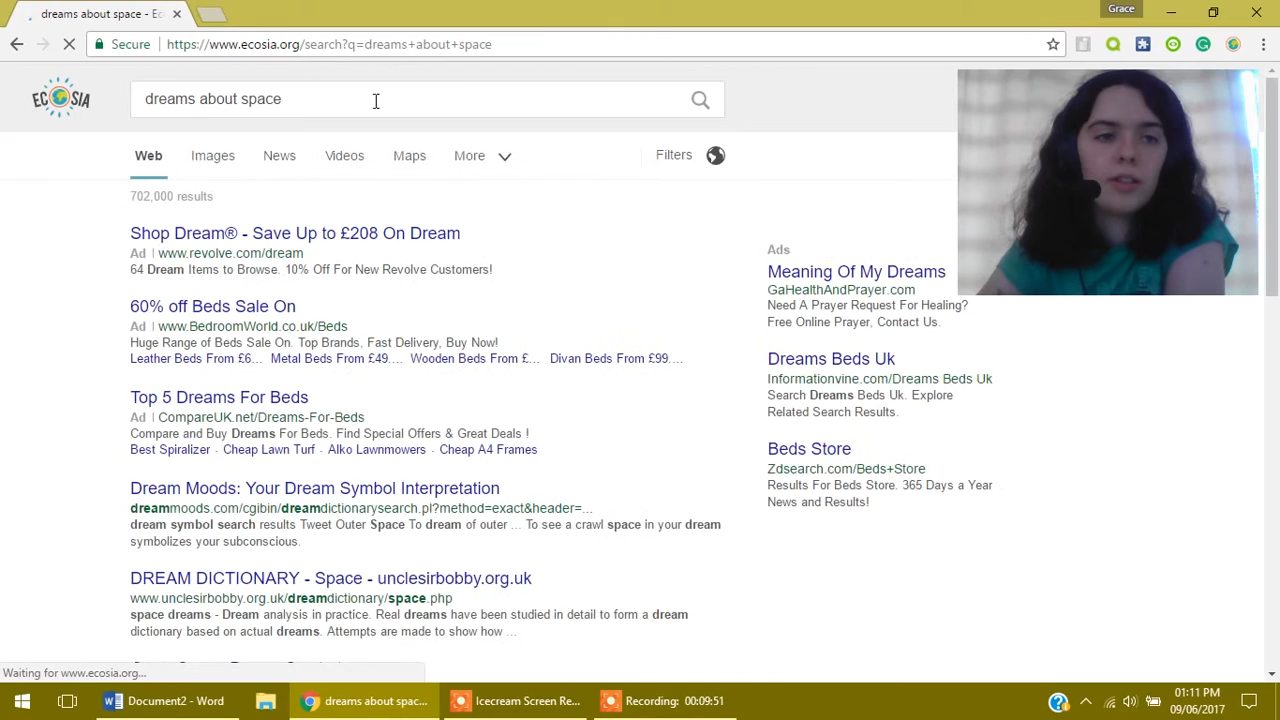 dreams about space - Ec
Grace
Secure
https://www.ecosia.org/search?q=dreams+about+space
ECOSIA
dreams about space
Web
Images
News
Videos
Maps
More
Filters
702,000 results
Shop Dream® - Save Up to £208 On Dream
Ad www.revolve.com/dream
64 Dream Items to Browse. 10% Off For New Revolve Customers!
60% off Beds Sale On
Ad www.BedroomWorld.co.uk/Beds
Huge Range of Beds Sale On. Top Brands, Fast Delivery, Buy Now!
Leather Beds From £6... Metal Beds From £49.... Wooden Beds From £... Divan Beds From £99....
Top 5 Dreams For Beds
Ad CompareUK.net/Dreams-For-Beds
Compare and Buy Dreams For Beds. Find Special Offers & Great Deals !
Best Spiralizer - Cheap Lawn Turf - Alko Lawnmowers - Cheap A4 Frames
Dream Moods: Your Dream Symbol Interpretation
dreammoods.com/cgibin/dreamdictionarysearch.pl?method=exact&header=...
dream symbol search results Tweet Outer Space To dream of outer ... To see a crawl space in your dream
symbolizes your subconscious.
DREAM DICTIONARY - Space - unclesirbobby.org.uk
www.unclesirbobby.org.uk/dreamdictionary/space.php
space dreams - Dream analysis in practice. Real dreams have been studied in detail to form a dream
dictionary based on actual dreams. Attempts are made to show how ...
Ads
Meaning Of My Dreams
GaHealthAndPrayer.com
Need A Prayer Request For Healing?
Free Online Prayer, Contact Us.
Dreams Beds Uk
Informationvine.com/Dreams Beds Uk
Search Dreams Beds Uk. Explore
Related Search Results.
Beds Store
Zdsearch.com/Beds+Store
Results For Beds Store. 365 Days a Year
News and Results!
Waiting for www.ecosia.org...
Document2 - Word
dreams about spac...
Icecream Screen Re...
Recording: 00:09:51
01:11 PM
09/06/2017